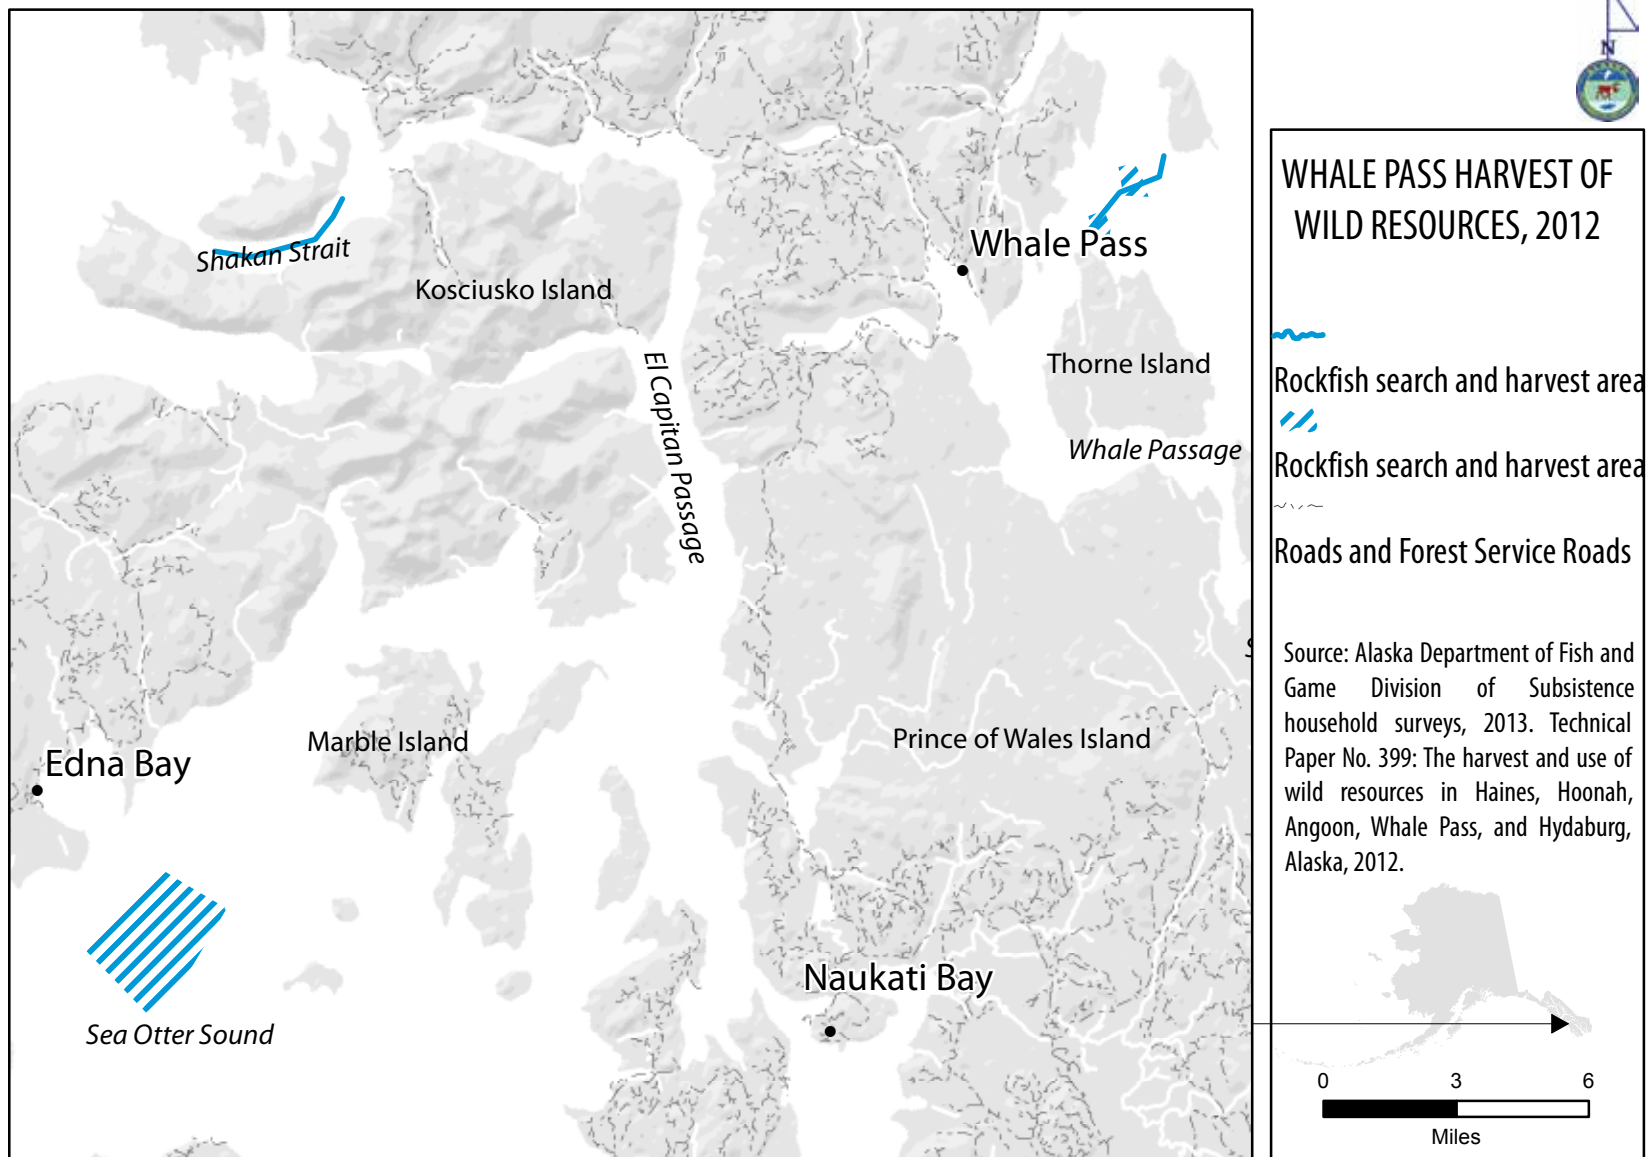 N
ALASKA
WHALE PASS HARVEST OF
WILD RESOURCES, 2012
Whale Pass
Shakan Strait
Kosciusko Island
El Capitan Passage
Thorne Island
Whale Passage
Rockfish search and harvest area
Rockfish search and harvest area
Roads and Forest Service Roads
Source: Alaska Department of Fish and
Game Division of Subsistence
household surveys, 2013. Technical
Paper No. 399: The harvest and use of
wild resources in Haines, Hoonah,
Angoon, Whale Pass, and Hydaburg,
Alaska, 2012.
Marble Island
Prince of Wales Island
Edna Bay
Naukati Bay
Sea Otter Sound
0 3 6
Miles